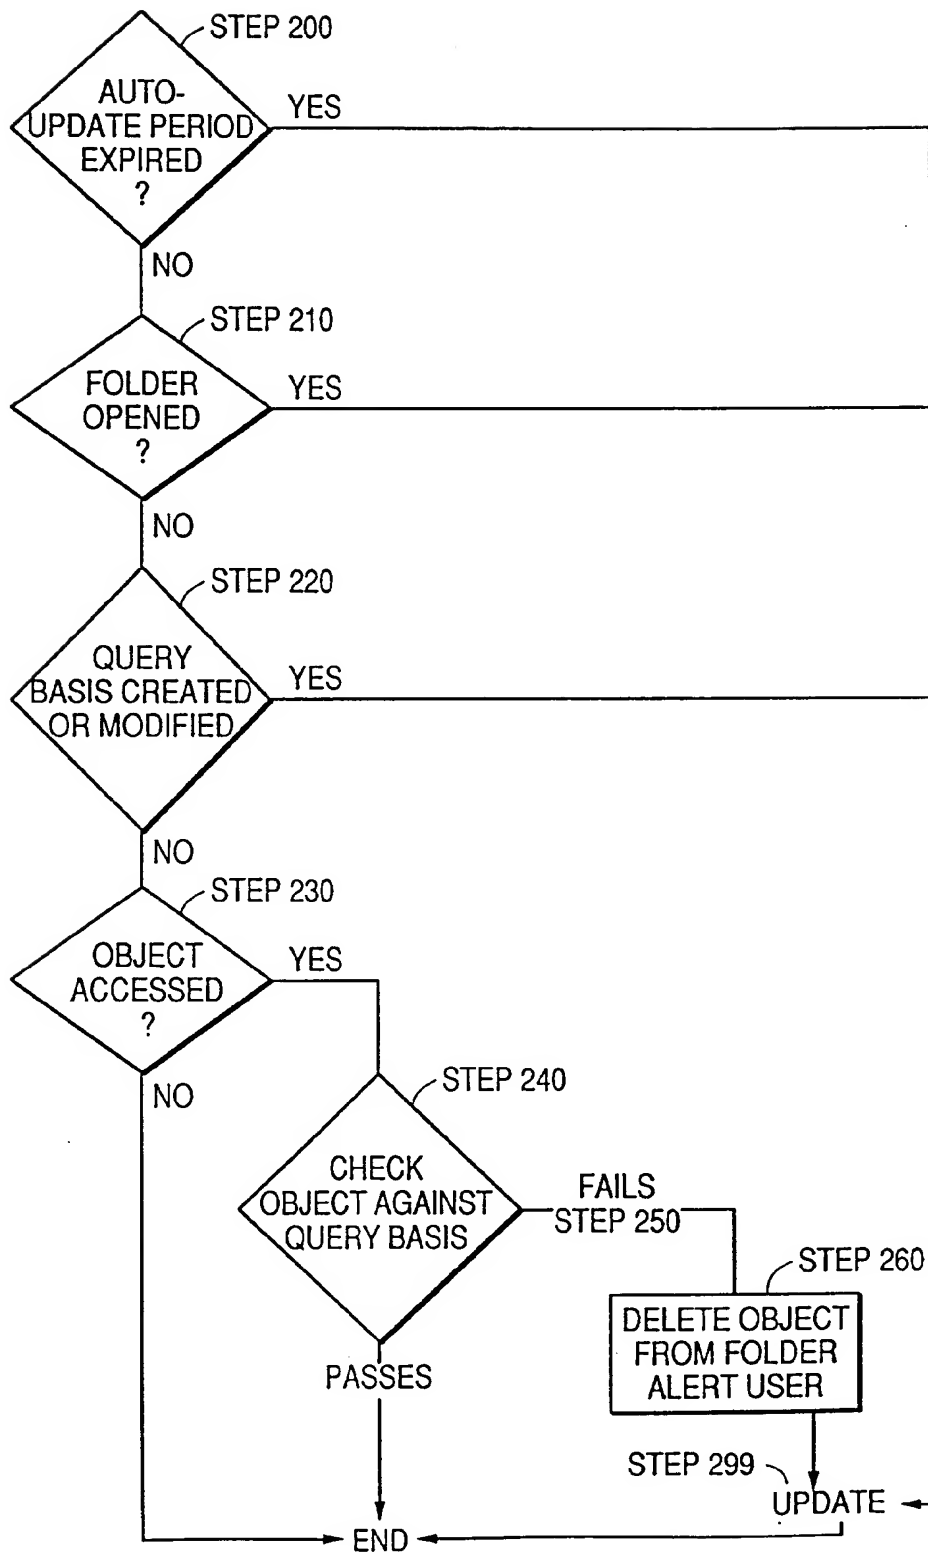 STEP 200
AUTO-
UPDATE PERIOD
EXPIRED
?
YES
NO
STEP 210
FOLDER
OPENED
?
YES
NO
STEP 220
QUERY
BASIS CREATED
OR MODIFIED
YES
NO
STEP 230
OBJECT
ACCESSED
?
YES
NO
STEP 240
CHECK
OBJECT AGAINST
QUERY BASIS
FAILS
STEP 250
PASSES
STEP 260
DELETE OBJECT
FROM FOLDER
ALERT USER
STEP 299
UPDATE
END